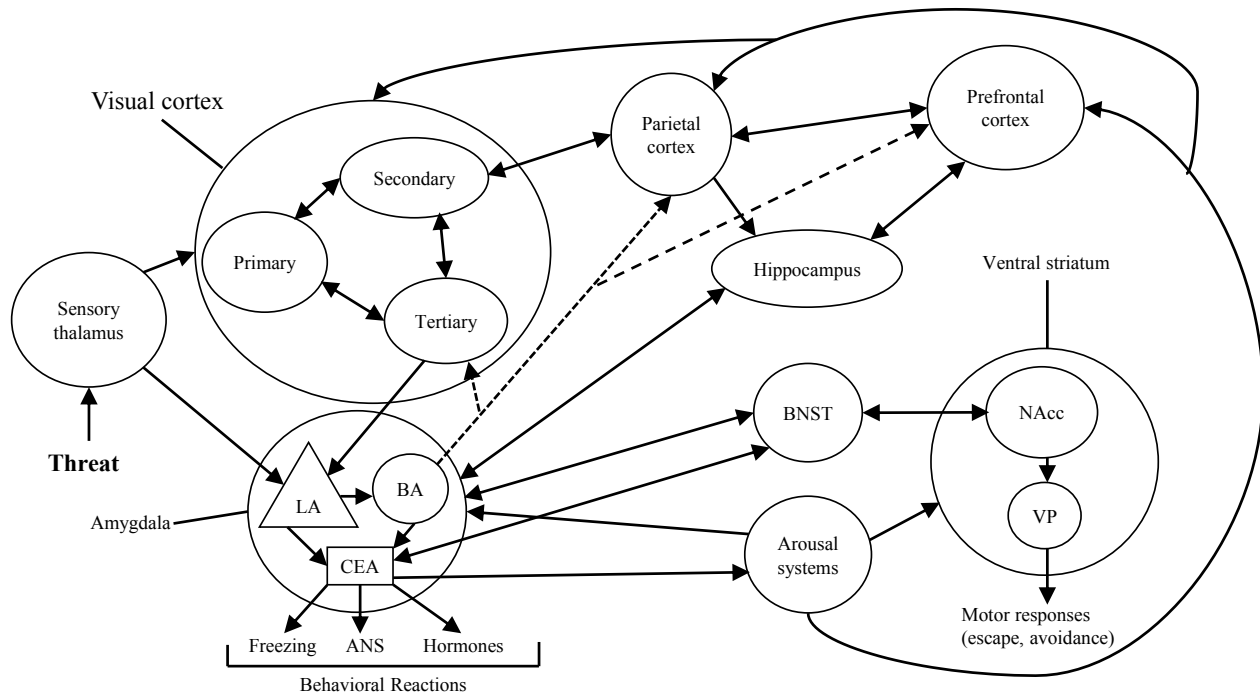 Visual cortex
Parietal
cortex
Prefrontal
cortex
Secondary
Primary
Tertiary
Hippocampus
Sensory
thalamus
Ventral striatum
BNST
NAcc
Threat
BA
LA
Amygdala
VP
Arousal
systems
CEA
Motor responses
(escape, avoidance)
Freezing
ANS
Hormones
Behavioral Reactions